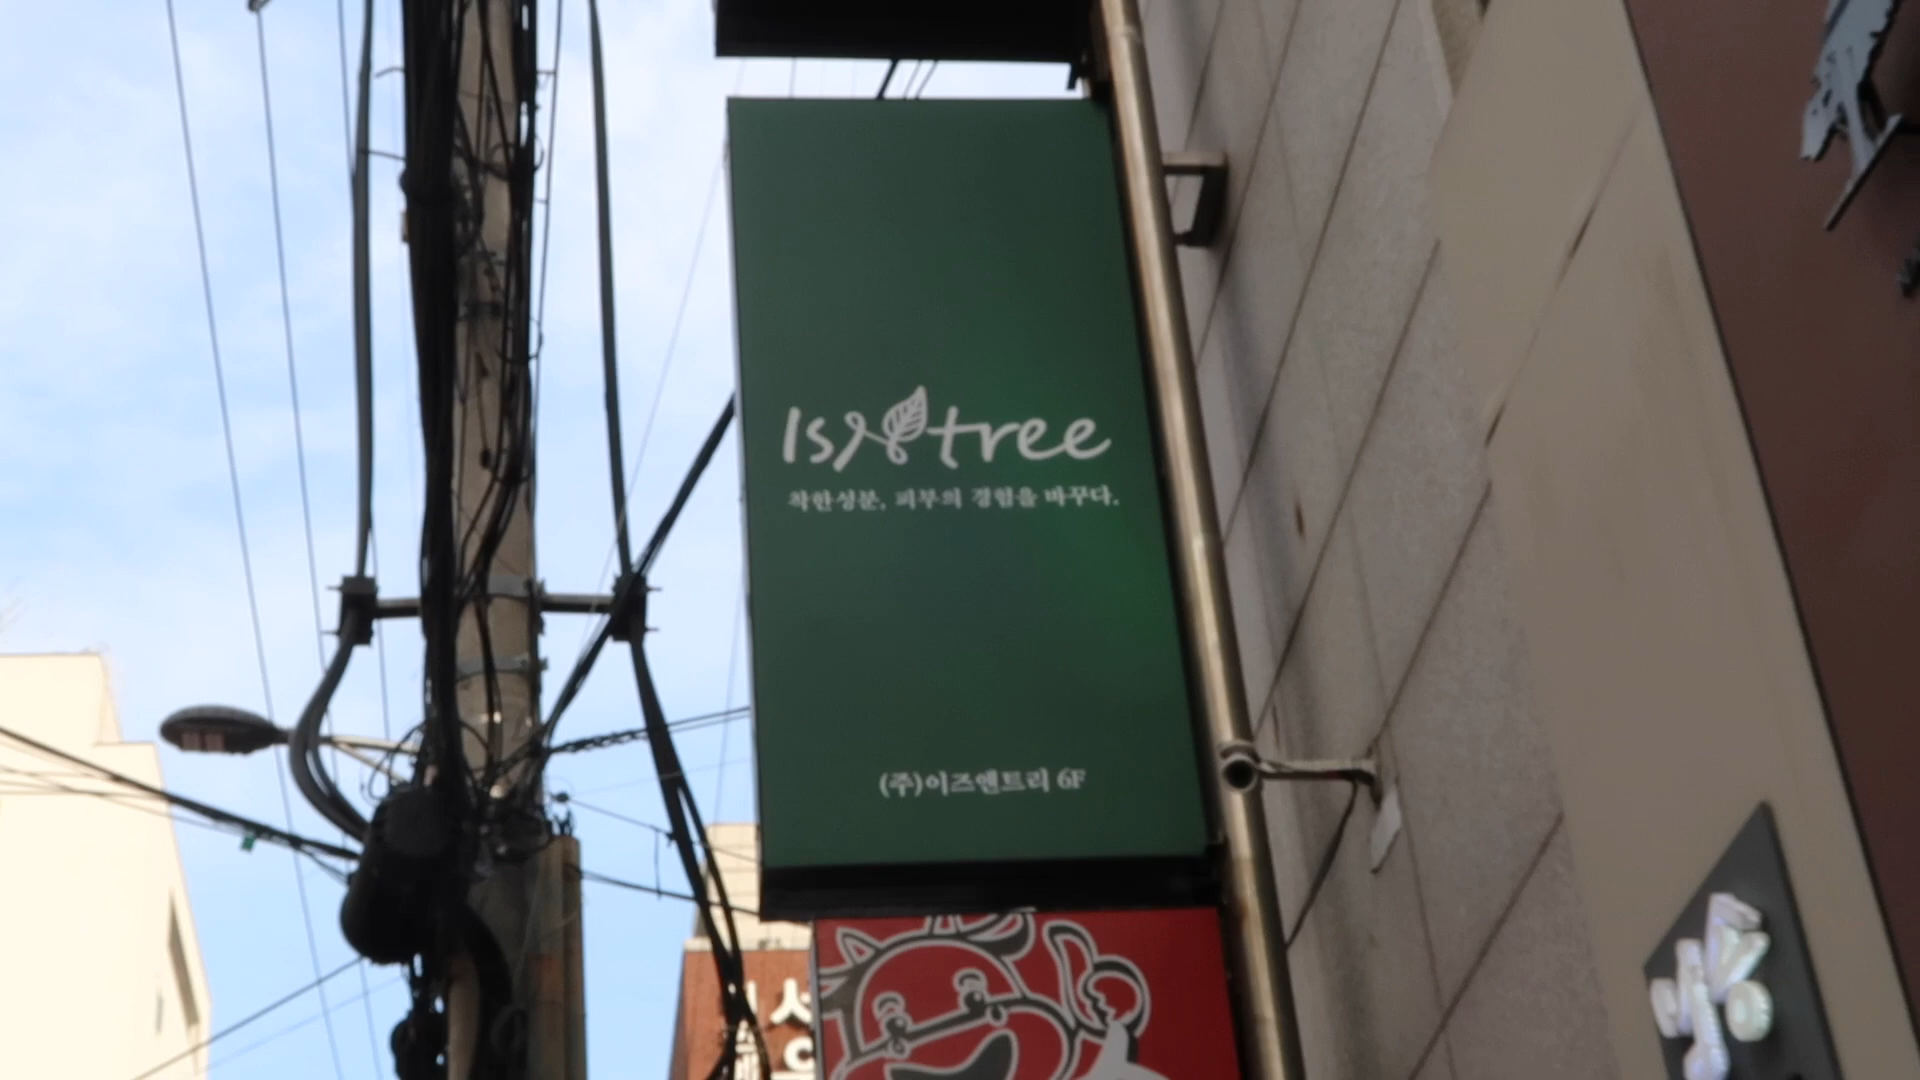 IsNtree
착한성분, 피부의 경험을 바꾸다.
(주)이즈앤트리 6F